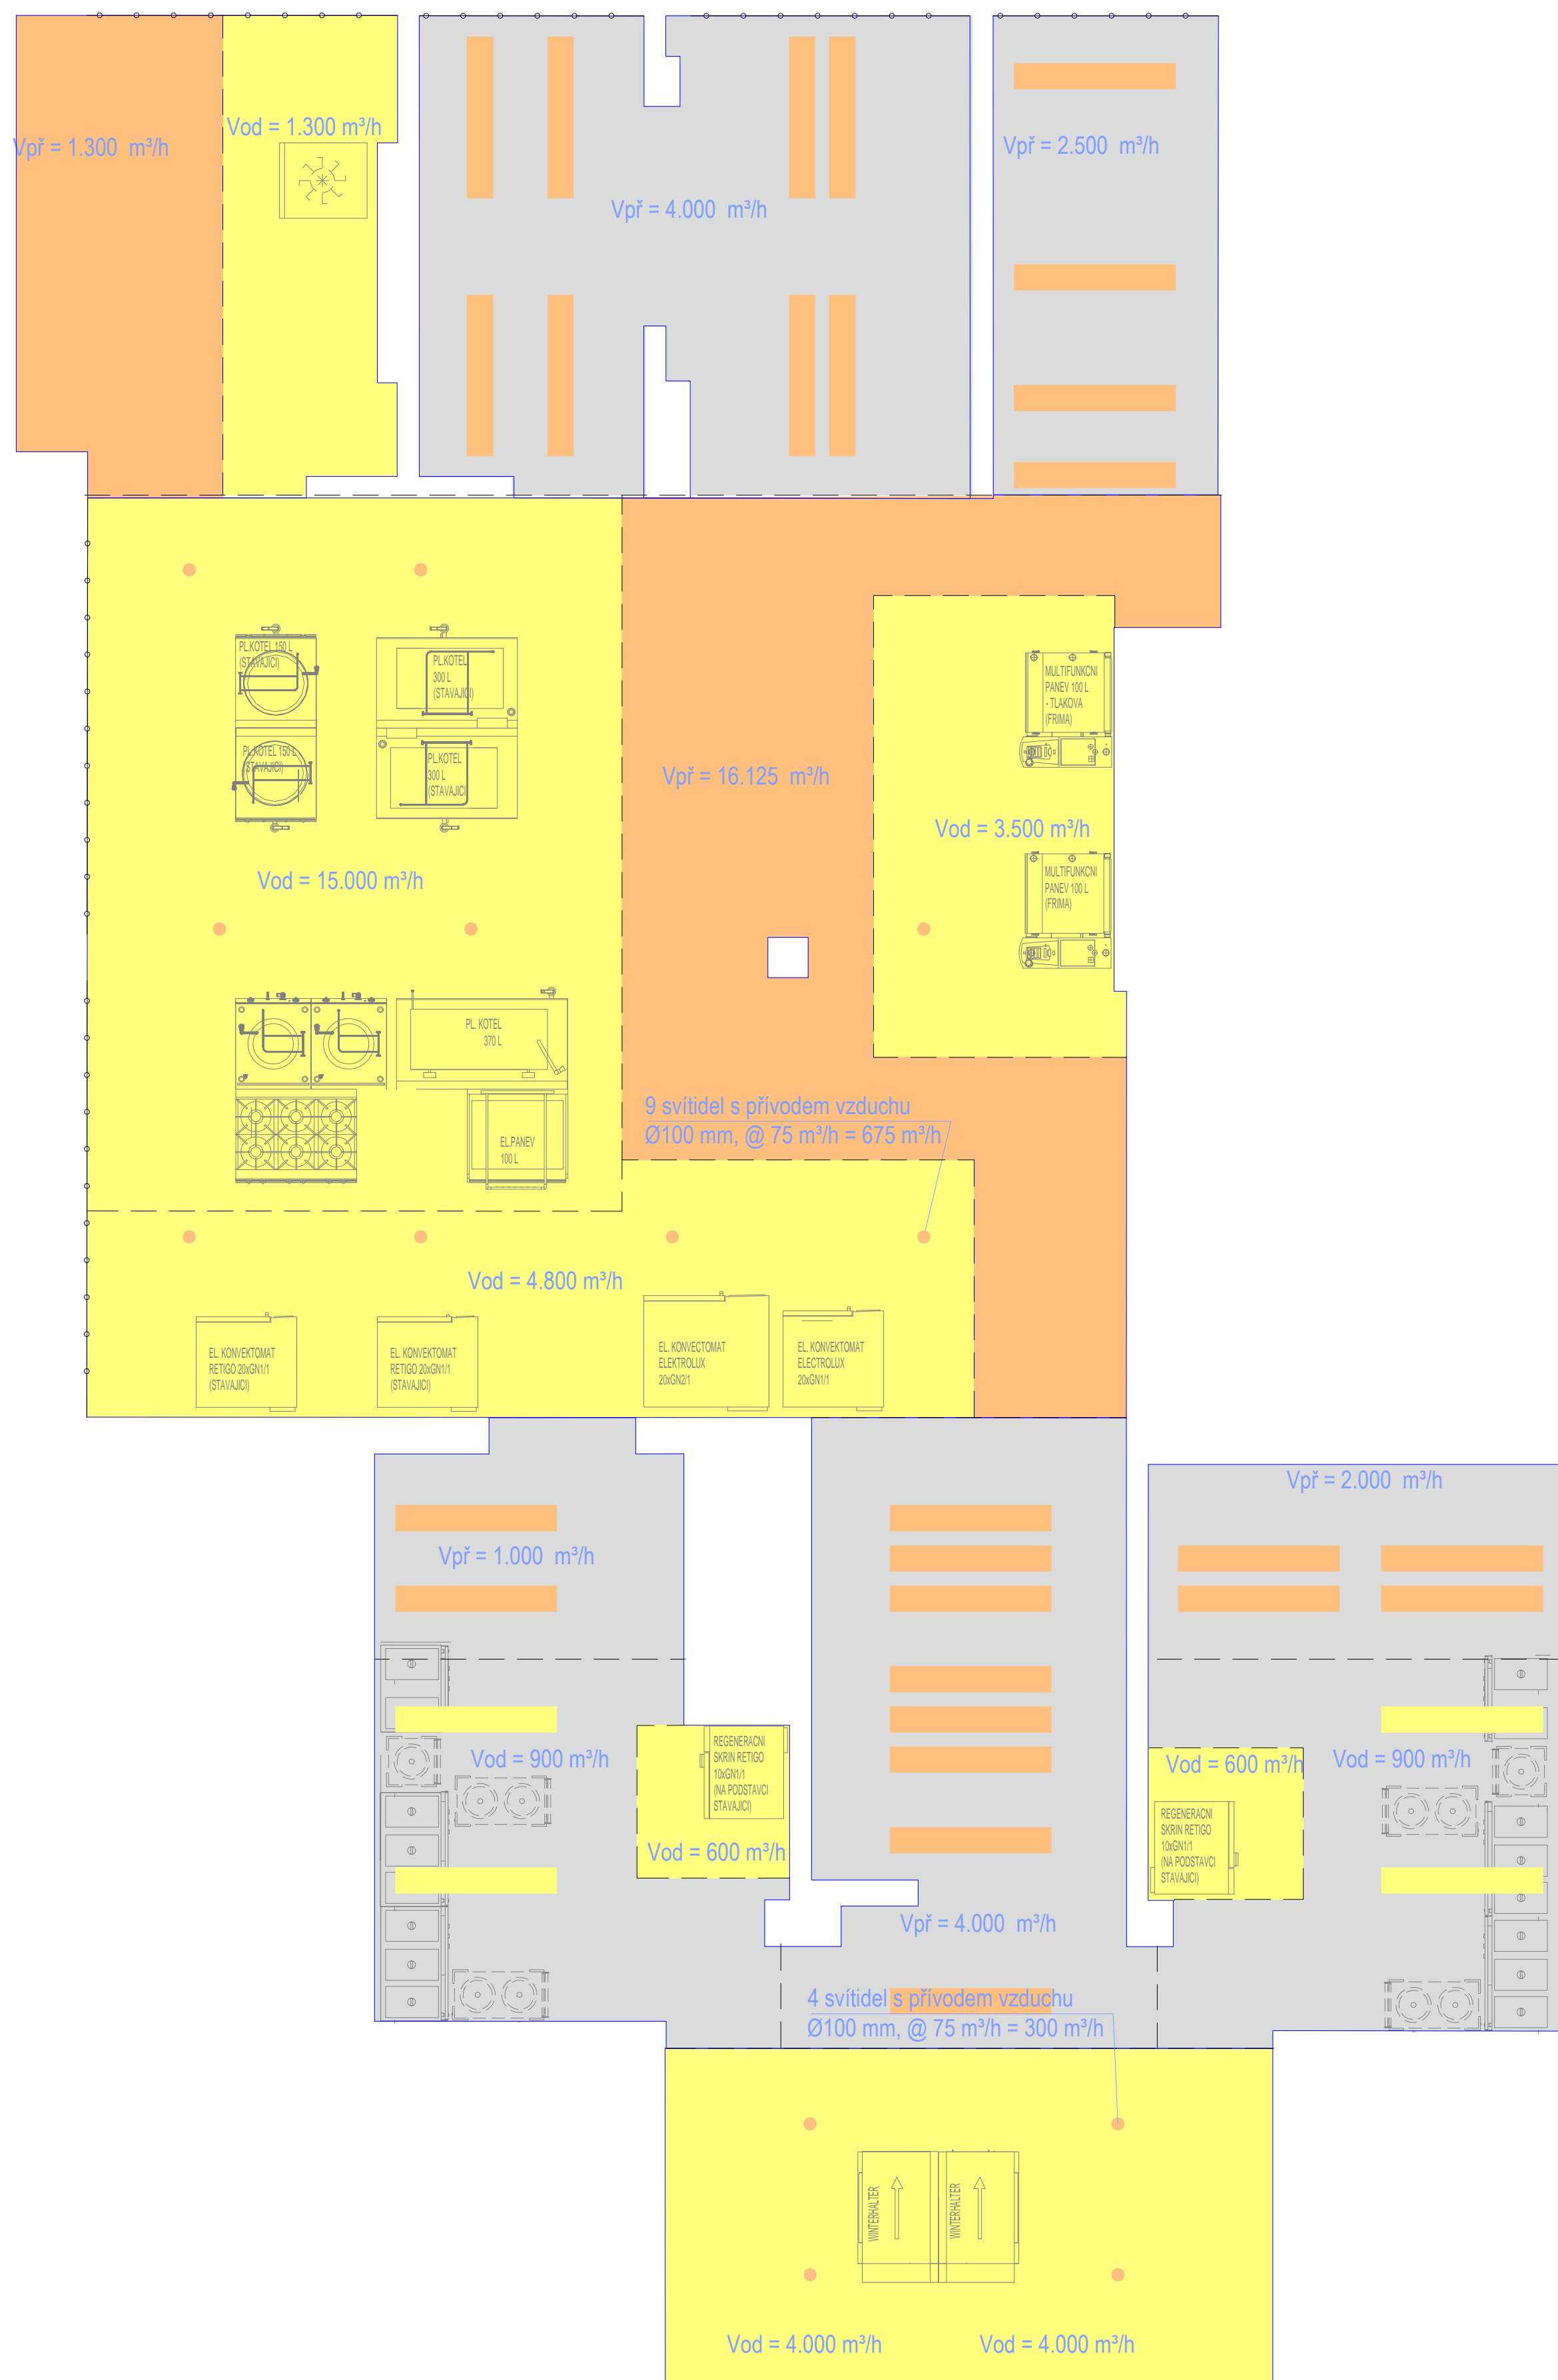 Vod = 1.300 m³/h
Vpř = 1.300 m³/h
Vpř = 2.500 m³/h
Vpř = 4.000 m³/h
PL.KOTEL 150 L
(STAVAJICI)
PL.KOTEL
300 L
(STAVAJICI)
MULTIFUNKCNI
PANEV 100 L
- TLAKOVA
(FRIMA)
PL.KOTEL 150 L
(STAVAJICI)
PL.KOTEL
300 L
(STAVAJICI
Vpř = 16.125 m³/h
Vod = 3.500 m³/h
Vod = 15.000 m³/h
MULTIFUNKCNI
PANEV 100 L
(FRIMA)
PL. KOTEL
370 L
9 svítidel s přívodem vzduchu
Ø100 mm, @ 75 m³/h = 675 m³/h
EL.PANEV
100 L
Vod = 4.800 m³/h
EL. KONVEKTOMAT
RETIGO 20xGN1/1
(STAVAJICI)
EL. KONVEKTOMAT
RETIGO 20xGN1/1
(STAVAJICI)
EL. KONVECTOMAT
ELEKTROLUX
20xGN2/1
EL. KONVEKTOMAT
ELECTROLUX
20xGN1/1
Vpř = 2.000 m³/h
Vpř = 1.000 m³/h
Vod = 900 m³/h
REGENERACNI
SKRIN RETIGO
10xGN1/1
(NA PODSTAVCI
STAVAJICI)
Vod = 600 m³/h
Vod = 900 m³/h
REGENERACNI
SKRIN RETIGO
10xGN1/1
(NA PODSTAVCI
STAVAJICI)
Vod = 600 m³/h
Vpř = 4.000 m³/h
4 svítidel s přívodem vzduchu
Ø100 mm, @ 75 m³/h = 300 m³/h
WINTERHALTER
WINTERHALTER
Vod = 4.000 m³/h
Vod = 4.000 m³/h